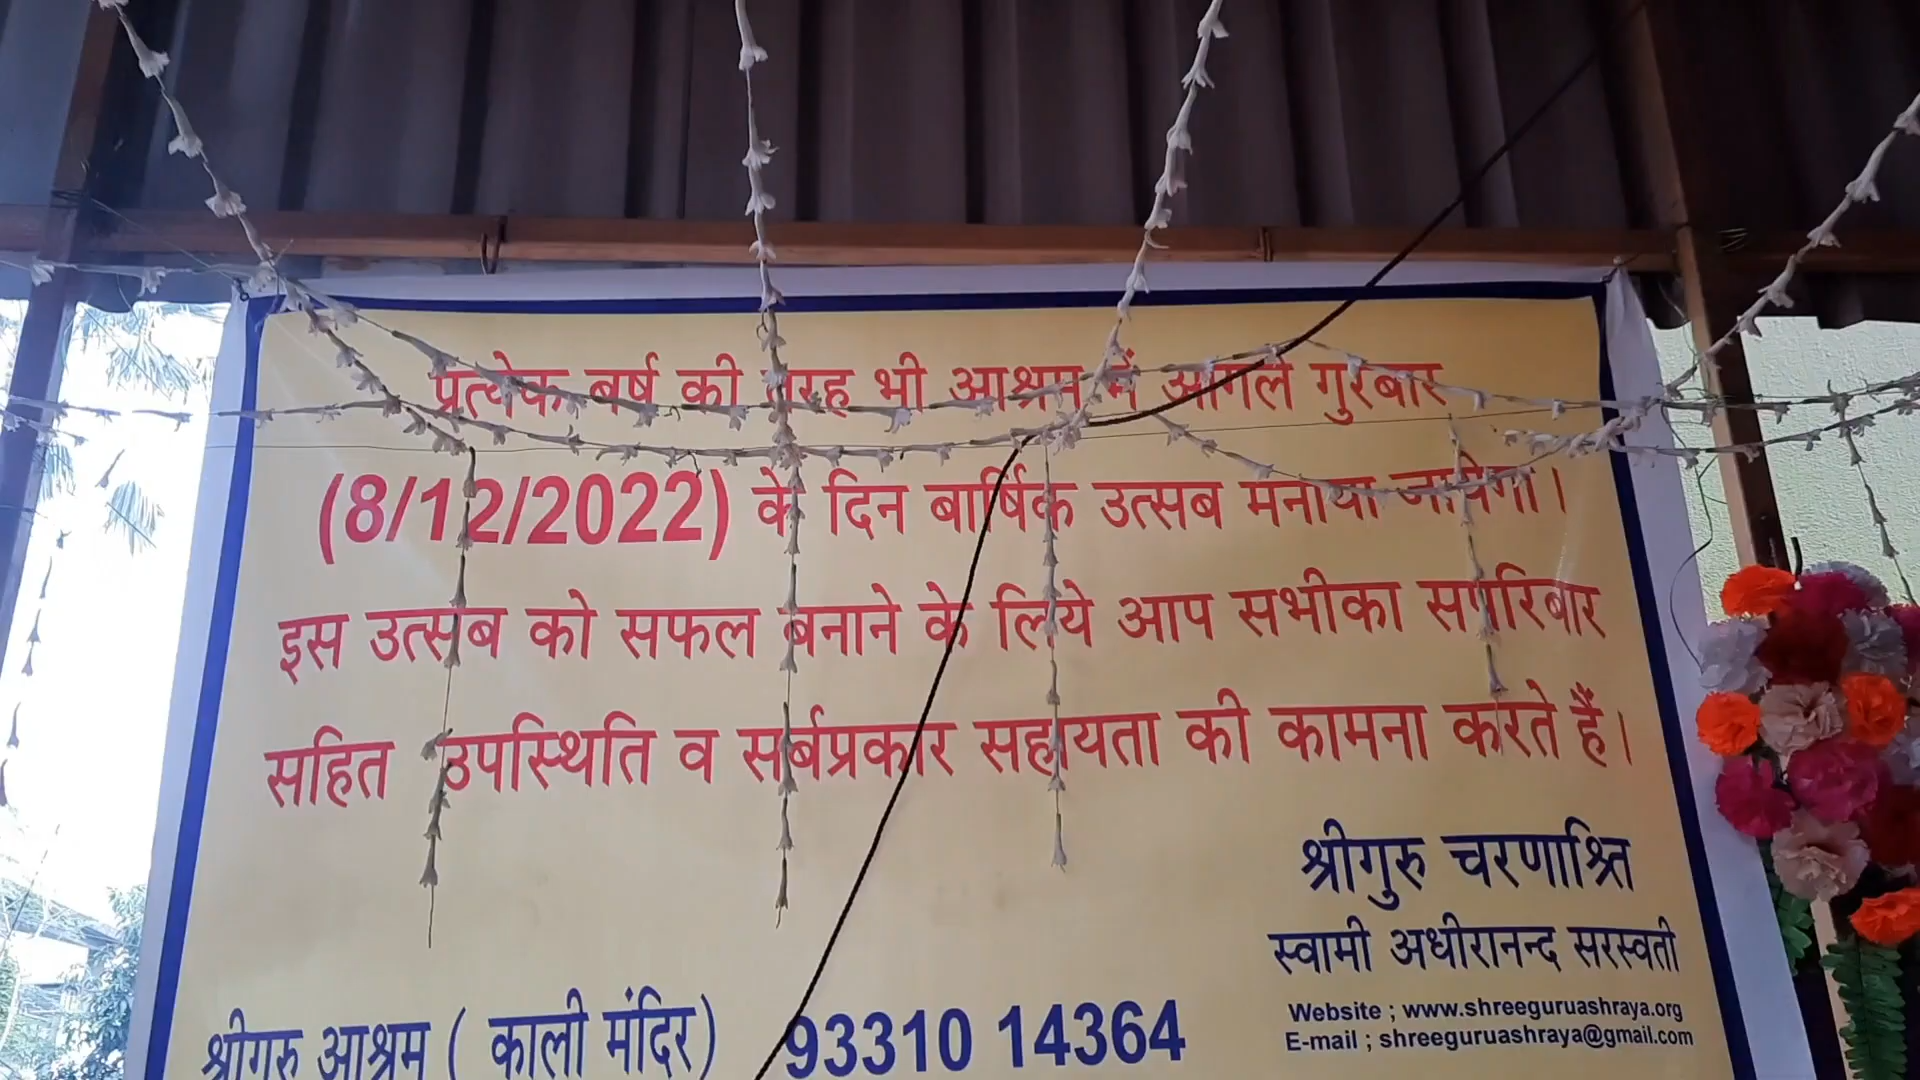 प्रत्येक बर्ष की तरह भी आश्रम में आगले गुरबार
(8/12/2022) के दिन बार्षिक उत्सब मनाया जायेगा।
इस उत्सब को सफल बनाने के लिये आप सभीका सपरिबार
सहित उपस्थिति व सर्बप्रकार सहायता की कामना करते हैं।
श्रीगुरु चरणाश्रित
स्वामी अधीरानन्द सरस्वती
Website ; www.shreeguruashraya.org
E-mail ; shreeguruashraya@gmail.com
श्रीगुरु आश्रम ( काली मंदिर) 93310 14364